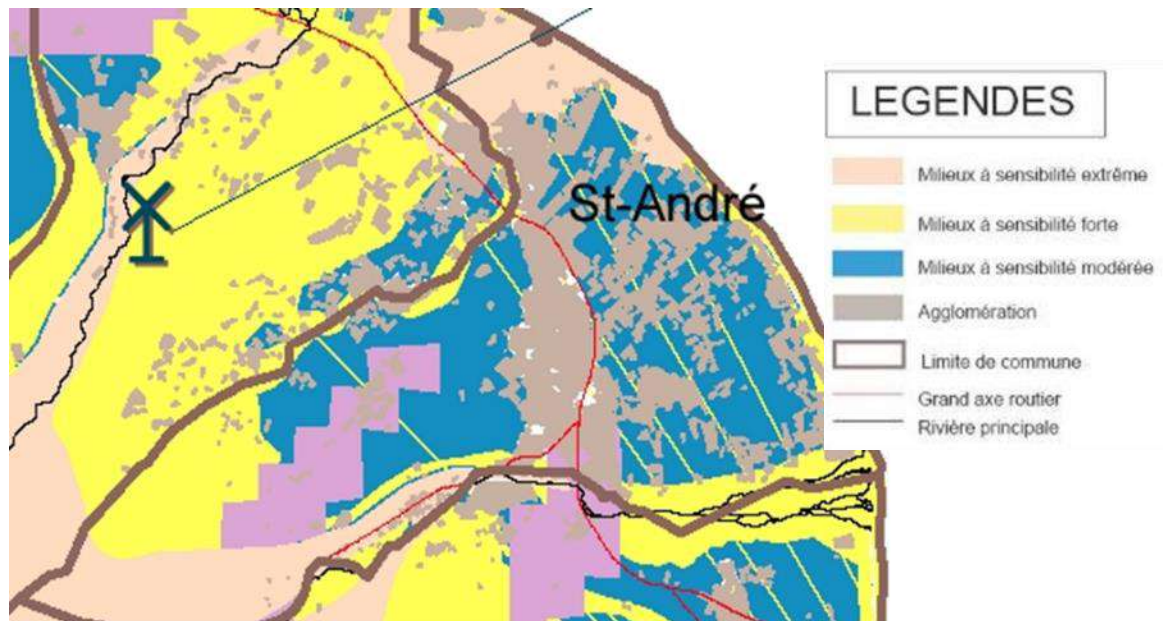 St-André
LEGENDES
Milieux à sensibilité extrême
Milieux à sensibilité forte
Milieux à sensibilité modérée
Agglomération
Limite de commune
Grand axe routier
Rivière principale